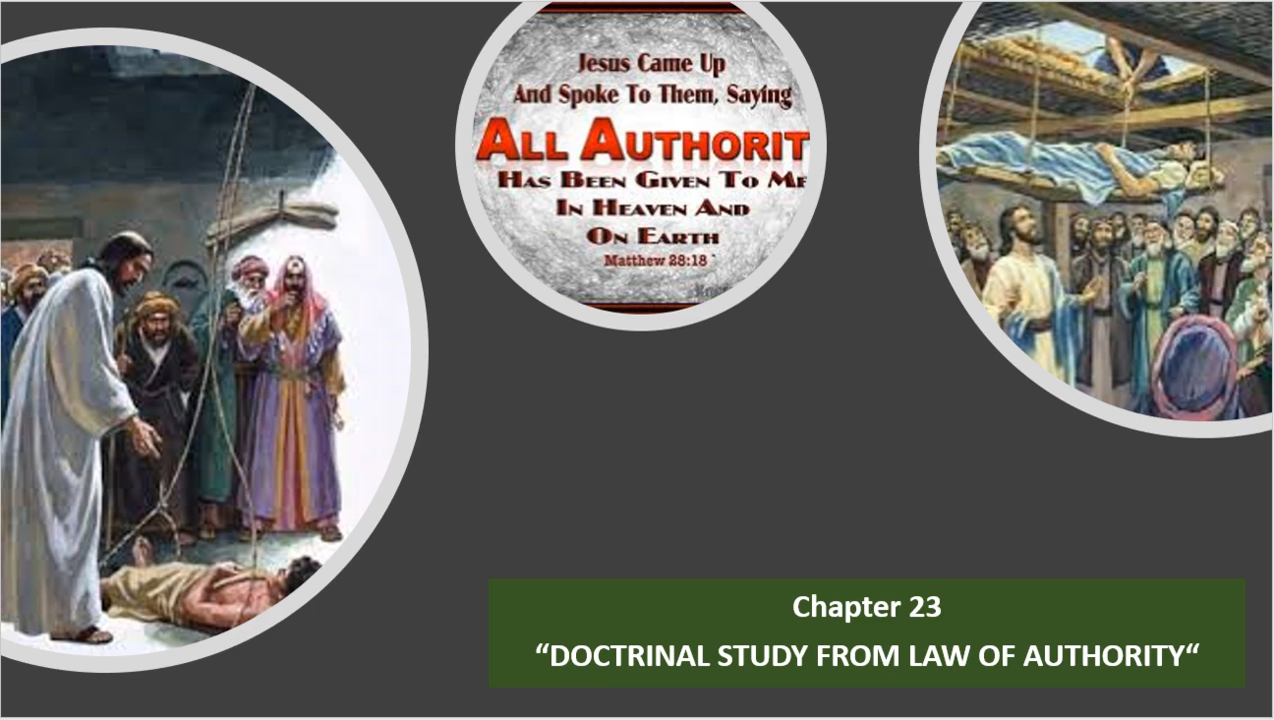 Jesus Came Up
And Spoke To Them, Saying
ALL AUTHORIT
HAS BEEN GIVEN TO ME
IN HEAVEN AND
ON EARTH
Matthew 28:18
Chapter 23
“DOCTRINAL STUDY FROM LAW OF AUTHORITY“